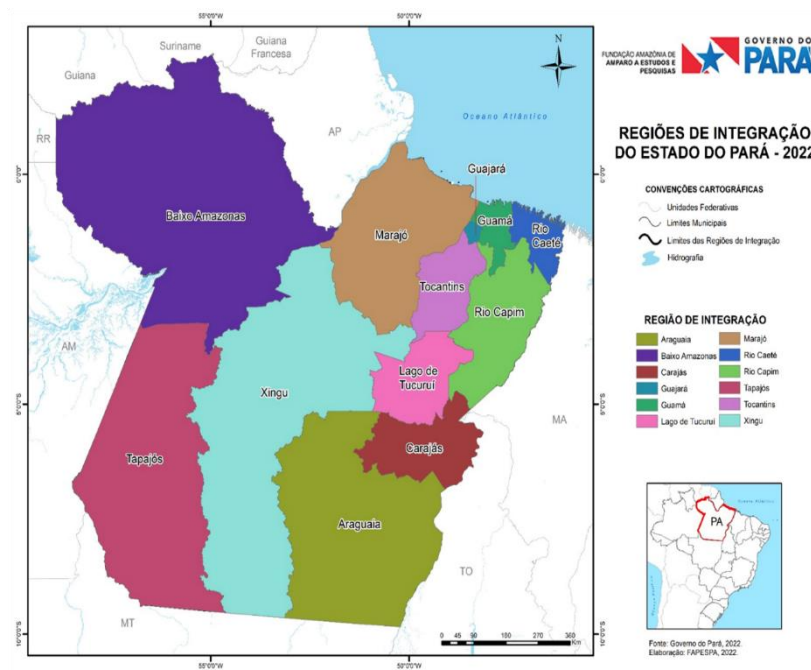 55°0'0"W
50°0'0"W
Suriname
Guiana
Francesa
Guiana
RR
AP
Oceano Atlântico
0°0'0"
0°0'0"
Guajará
Baixo Amazonas
Marajó
Guamá
Rio
Caeté
Tocantins
Rio Capim
AM
Lago de
Tucuruí
Xingu
5°0'0"S
5°0'0"S
MA
Tapajós
Carajás
Araguaia
TO
MT
0 45 90 180 270 360
Km
10°0'0"S
10°0'0"S
55°0'0"W
50°0'0"W
FUNDAÇÃO AMAZÔNIA DE
AMPARO A ESTUDOS E
PESQUISAS
GOVERNO DO
PARÁ
REGIÕES DE INTEGRAÇÃO
DO ESTADO DO PARÁ - 2022
CONVENÇÕES CARTOGRÁFICAS
Unidades Federativas
Limites Municipais
Limites das Regiões de Integração
Hidrografia
REGIÃO DE INTEGRAÇÃO
Araguaia
Baixo Amazonas
Carajás
Guajará
Guamá
Lago de Tucuruí
Marajó
Rio Caeté
Rio Capim
Tapajós
Tocantins
Xingu
PA
Fonte: Governo do Pará, 2022.
Elaboração: FAPESPA, 2022.